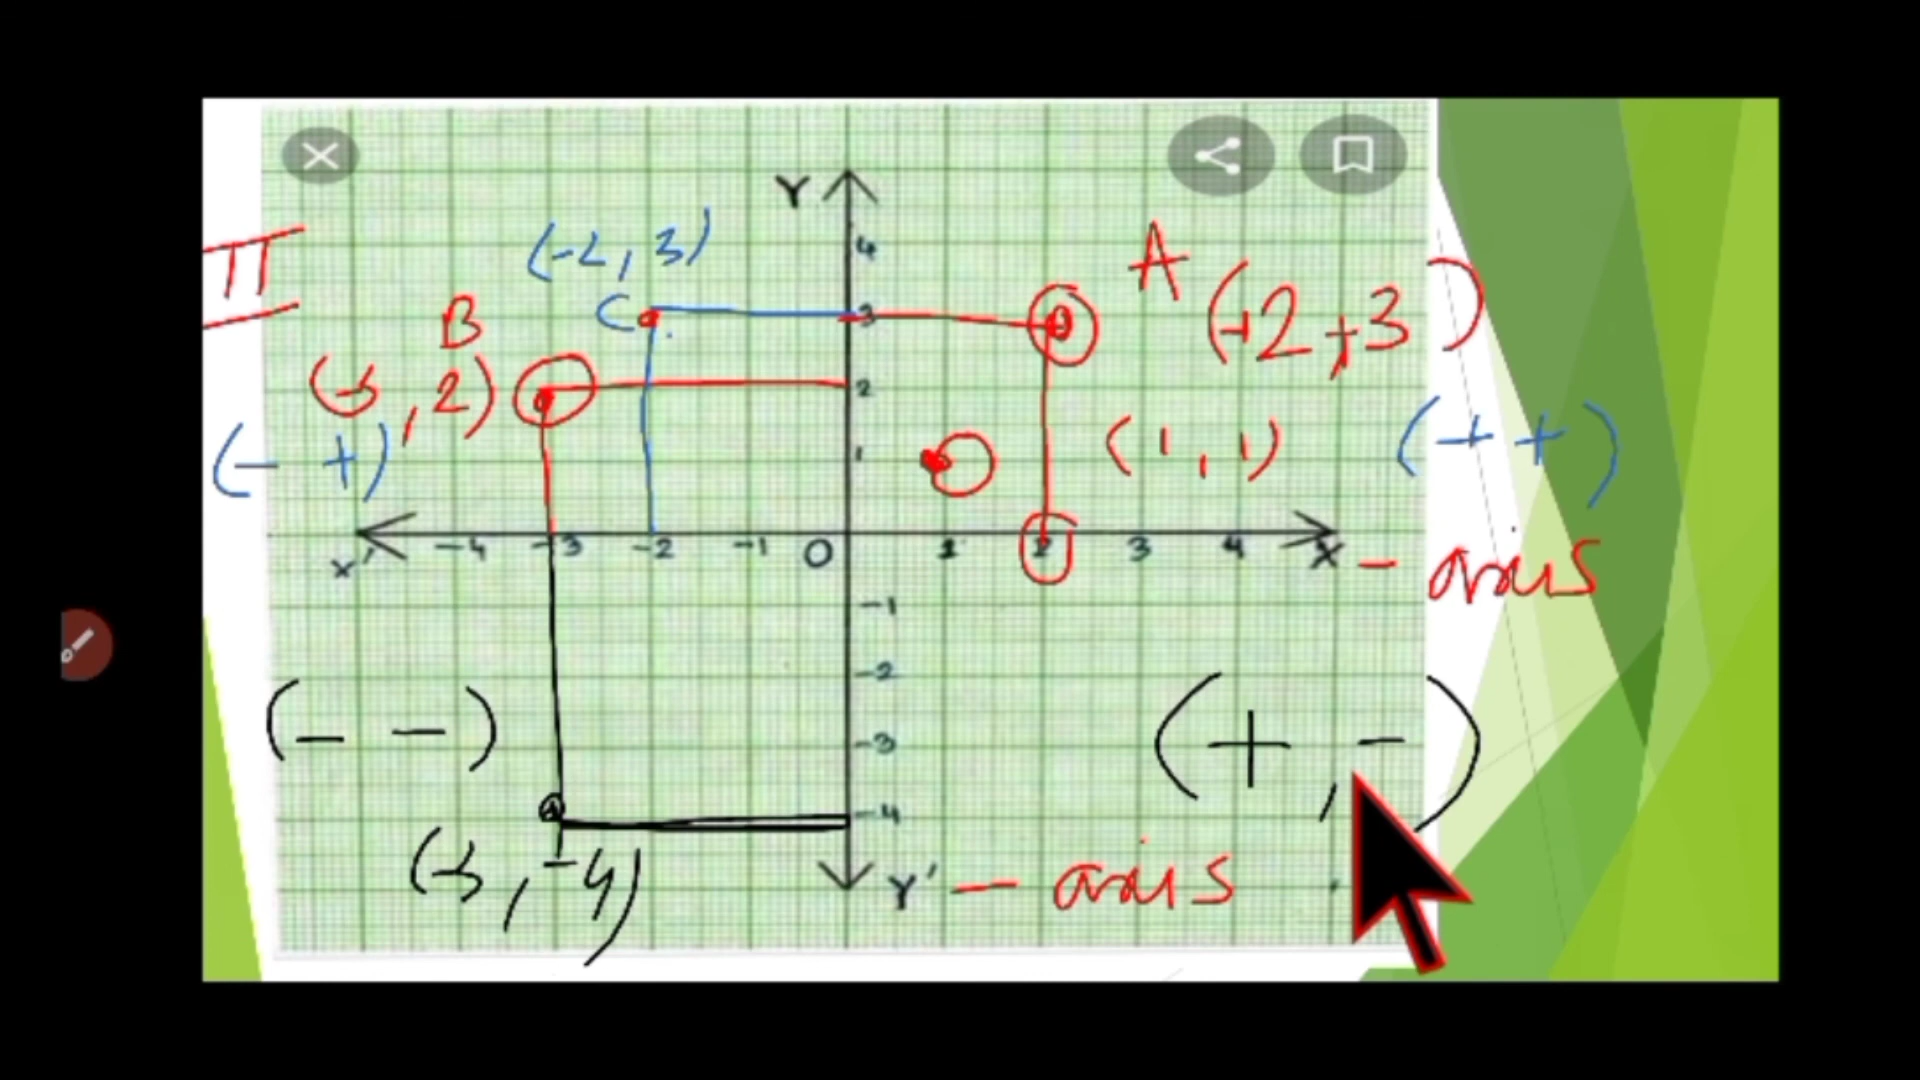 Y
(-2, 3)
4
A
II
B
C
3
(+2, +3)
(-3, 2)
2
(- +)
1
(1, 1)
(+ +)
X' -4 -3 -2 -1 0 1 2 3 4 X - axis
-1
-2
(- -)
-3
(+, -)
-4
(-3, -4)
Y' - axis